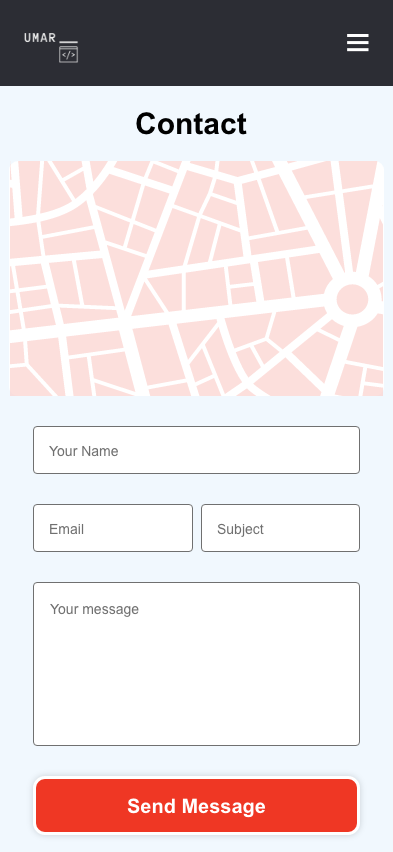 UMAR
</>
Contact
Your Name
Email Subject
Your message
Send Message